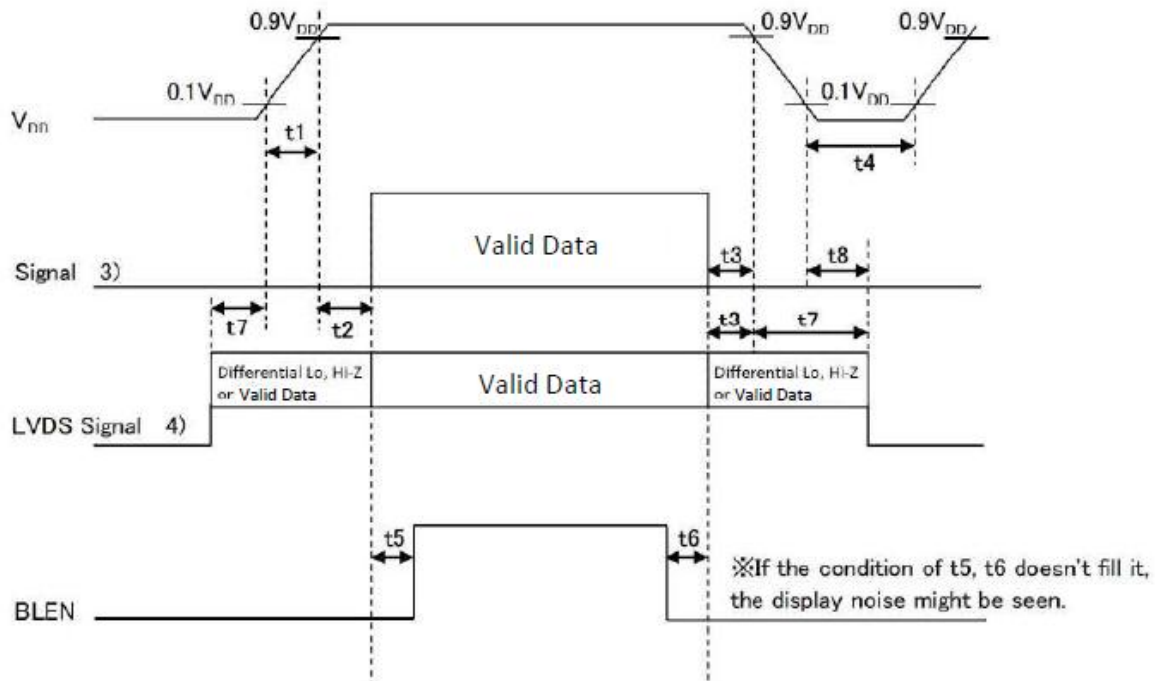 0.9VDD
0.9VDD
0.9VDD
0.1VDD
0.1VDD
VDD
t1
t4
Valid Data
Signal 3)
t3
t8
t7
t2
t3
t7
Differential Lo, Hi-Z
or Valid Data
Valid Data
Differential Lo, Hi-Z
or Valid Data
LVDS Signal 4)
t5
t6
※If the condition of t5, t6 doesn't fill it,
the display noise might be seen.
BLEN